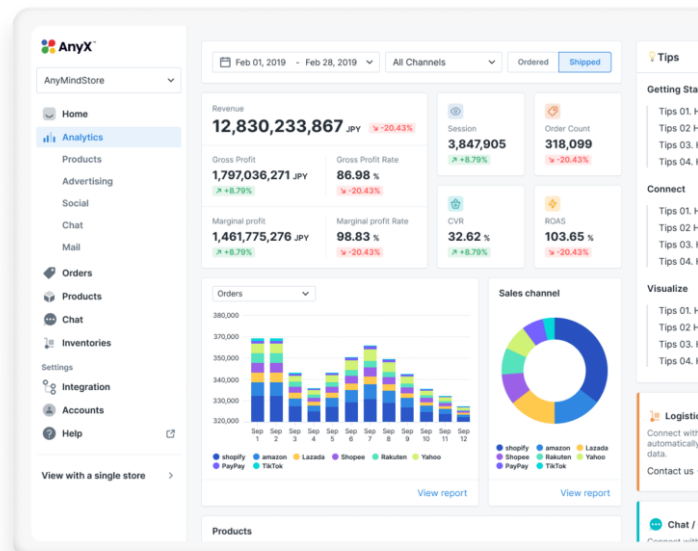 AnyX™
AnyMindStore
Home
Analytics
Products
Advertising
Social
Chat
Mail
Orders
Products
Chat
Inventories
Settings
Integration
Accounts
Help
View with a single store
Feb 01, 2019 - Feb 28, 2019
All Channels
Ordered
Shipped
Revenue
12,830,233,867 JPY
-20.43%
Gross Profit
1,797,036,271 JPY
+8.79%
Gross Profit Rate
86.98 %
-20.43%
Marginal profit
1,461,775,276 JPY
+8.79%
Marginal profit Rate
98.83 %
-20.43%
Session
3,847,905
+8.79%
Order Count
318,099
-20.43%
CVR
32.62 %
+8.79%
ROAS
103.65 %
-20.43%
Orders
380,000
370,000
350,000
340,000
330,000
320,000
Sep Sep Sep Sep Sep Sep Sep Sep Sep Sep Sep Sep
1 2 3 4 5 6 7 8 9 10 11 12
shopify amazon Lazada Shopee Rakuten Yahoo
PayPay TikTok
View report
Sales channel
shopify amazon Lazada
Shopee Rakuten Yahoo
PayPay TikTok
View report
Products
Tips
Getting Sta
Tips 01. H
Tips 02 H
Tips 03. H
Tips 04. H
Connect
Tips 01. H
Tips 02 H
Tips 03. H
Tips 04. H
Visualize
Tips 01. H
Tips 02 H
Tips 03. H
Tips 04. H
Logistic
Connect with
automatically
data.
Contact us
Chat /
Connect with